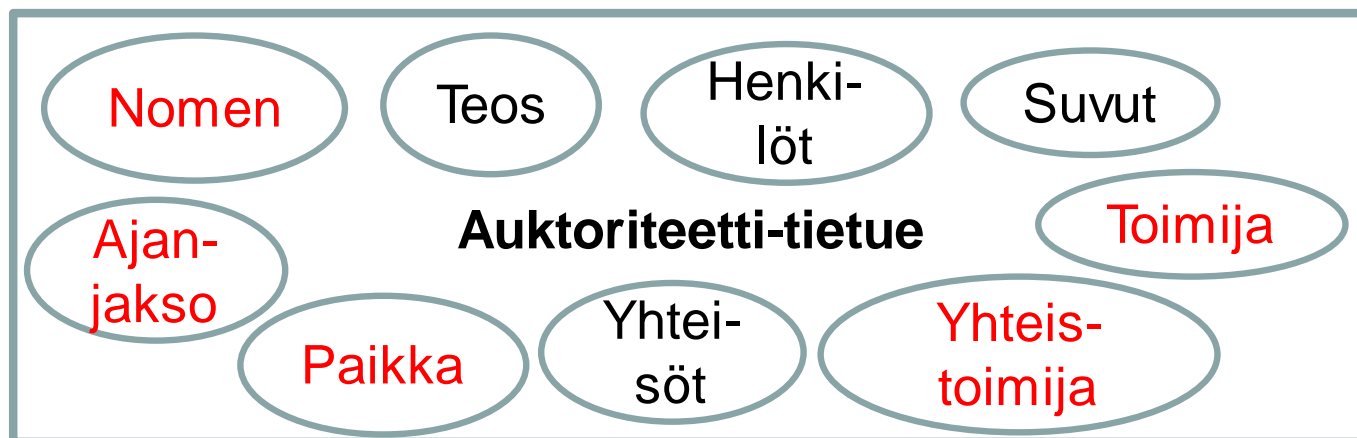 Nomen
Teos
Henki-
löt
Suvut
Ajan-
jakso
Auktoriteetti-tietue
Toimija
Paikka
Yhtei-
söt
Yhteis-
toimija